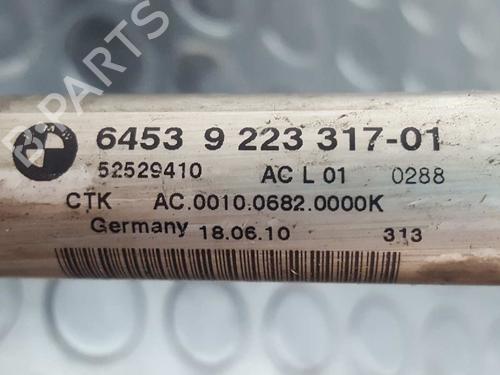 B-PARTS
6453 9 223 317-01
52529410 AC L 01 0288
CTK AC.0010.0682.0000K
Germany 18.06.10 313